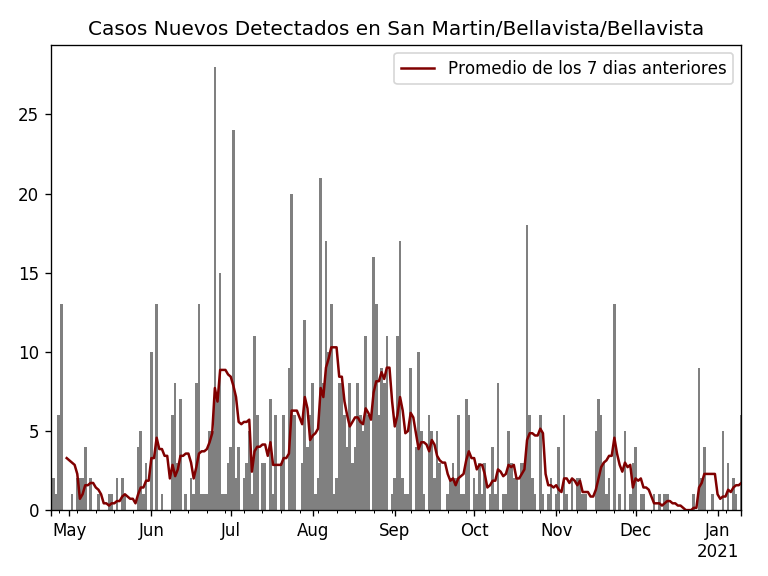 Casos Nuevos Detectados en San Martin/Bellavista/Bellavista
Promedio de los 7 dias anteriores
25
20
15
10
5
0
May Jun Jul Aug Sep Oct Nov Dec Jan
2021